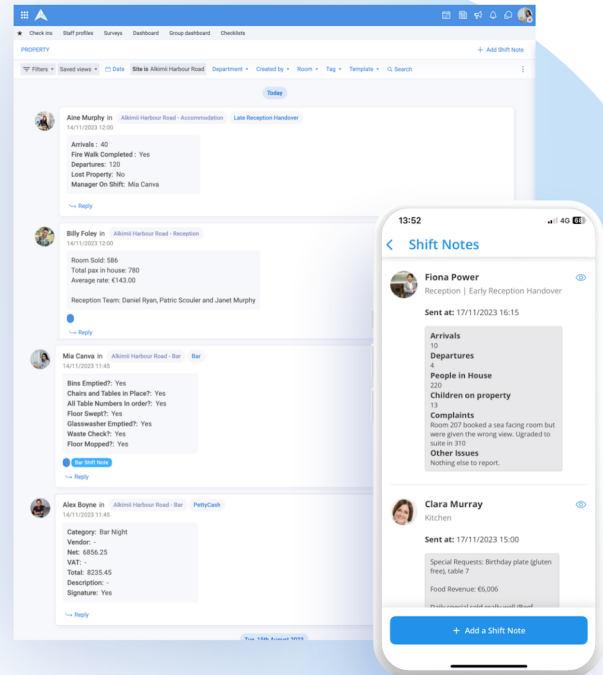 Check ins Staff profiles Surveys Dashboard Group dashboard Checklists
PROPERTY
+ Add Shift Note
Filters Saved views Date Site is Alkimii Harbour Road Department Created by Room Tag Template Search
Today
Aine Murphy in Alkimii Harbour Road - Accommodation Late Reception Handover
14/11/2023 12:00
Arrivals : 40
Fire Walk Completed : Yes
Departures: 120
Lost Property: No
Manager On Shift: Mia Canva
Reply
Billy Foley in Alkimii Harbour Road - Reception
14/11/2023 12:00
Room Sold: 586
Total pax in house: 780
Average rate: €143.00
Reception Team: Daniel Ryan, Patric Scouler and Janet Murphy
Reply
Mia Canva in Alkimii Harbour Road - Bar Bar
14/11/2023 11:45
Bins Emptied?: Yes
Chairs and Tables in Place?: Yes
All Table Numbers In order?: Yes
Floor Swept?: Yes
Glasswasher Emptied?: Yes
Waste Check?: Yes
Floor Mopped?: Yes
Bar Shift Note
Reply
Alex Boyne in Alkimii Harbour Road - Bar PettyCash
14/11/2023 11:45
Category: Bar Night
Vendor: -
Net: 6856.25
VAT: -
Total: 8235.45
Description: -
Signature: Yes
Reply
Tue, 15th August 2023
13:52
4G 68
Shift Notes
Fiona Power
Reception | Early Reception Handover
Sent at: 17/11/2023 16:15
Arrivals
10
Departures
4
People in House
220
Children on property
13
Complaints
Room 207 booked a sea facing room but
were given the wrong view. Ugraded to
suite in 310
Other Issues
Nothing else to report.
Clara Murray
Kitchen
Sent at: 17/11/2023 15:00
Special Requests: Birthday plate (gluten
free), table 7
Food Revenue: €6,006
Daily special sold really well (Beef
+ Add a Shift Note